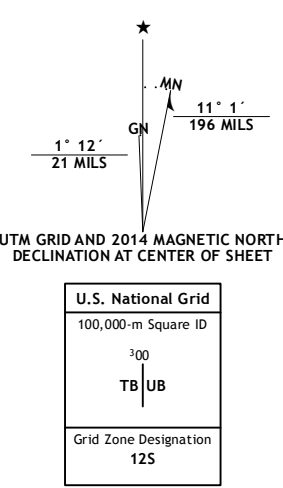 MN
11° 1´
196 MILS
GN
1° 12´
21 MILS
UTM GRID AND 2014 MAGNETIC NORTH
DECLINATION AT CENTER OF SHEET
U.S. National Grid
100,000-m Square ID
³00
TB UB
Grid Zone Designation
12S